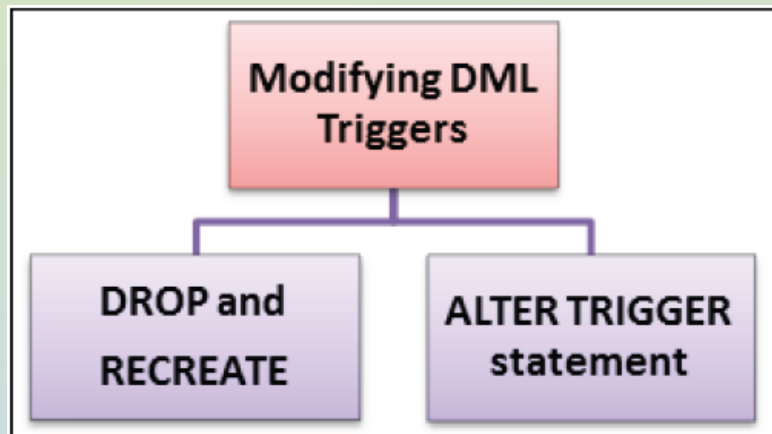 Modifying DML
Triggers
DROP and
RECREATE
ALTER TRIGGER
statement